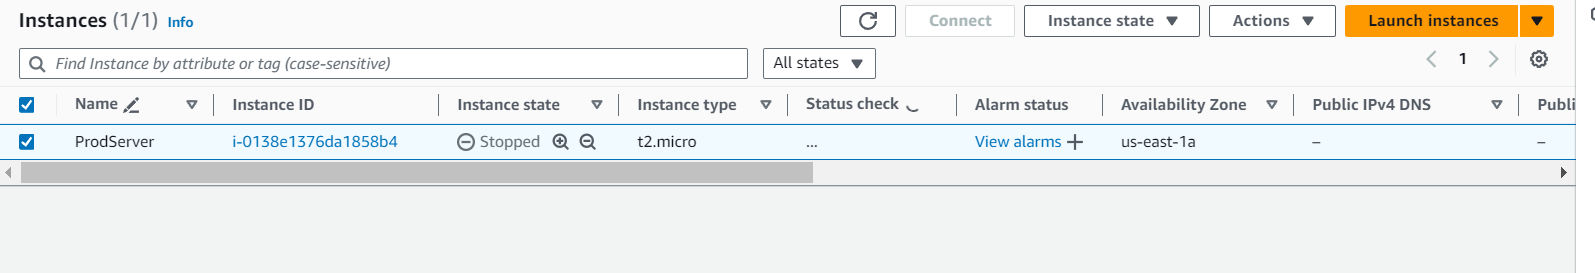 Instances (1/1) Info
Connect Instance state Actions Launch instances
Find Instance by attribute or tag (case-sensitive) All states 1
Name Instance ID Instance state Instance type Status check Alarm status Availability Zone Public IPv4 DNS Publi
ProdServer i-0138e1376da1858b4 Stopped t2.micro ... View alarms + us-east-1a – –